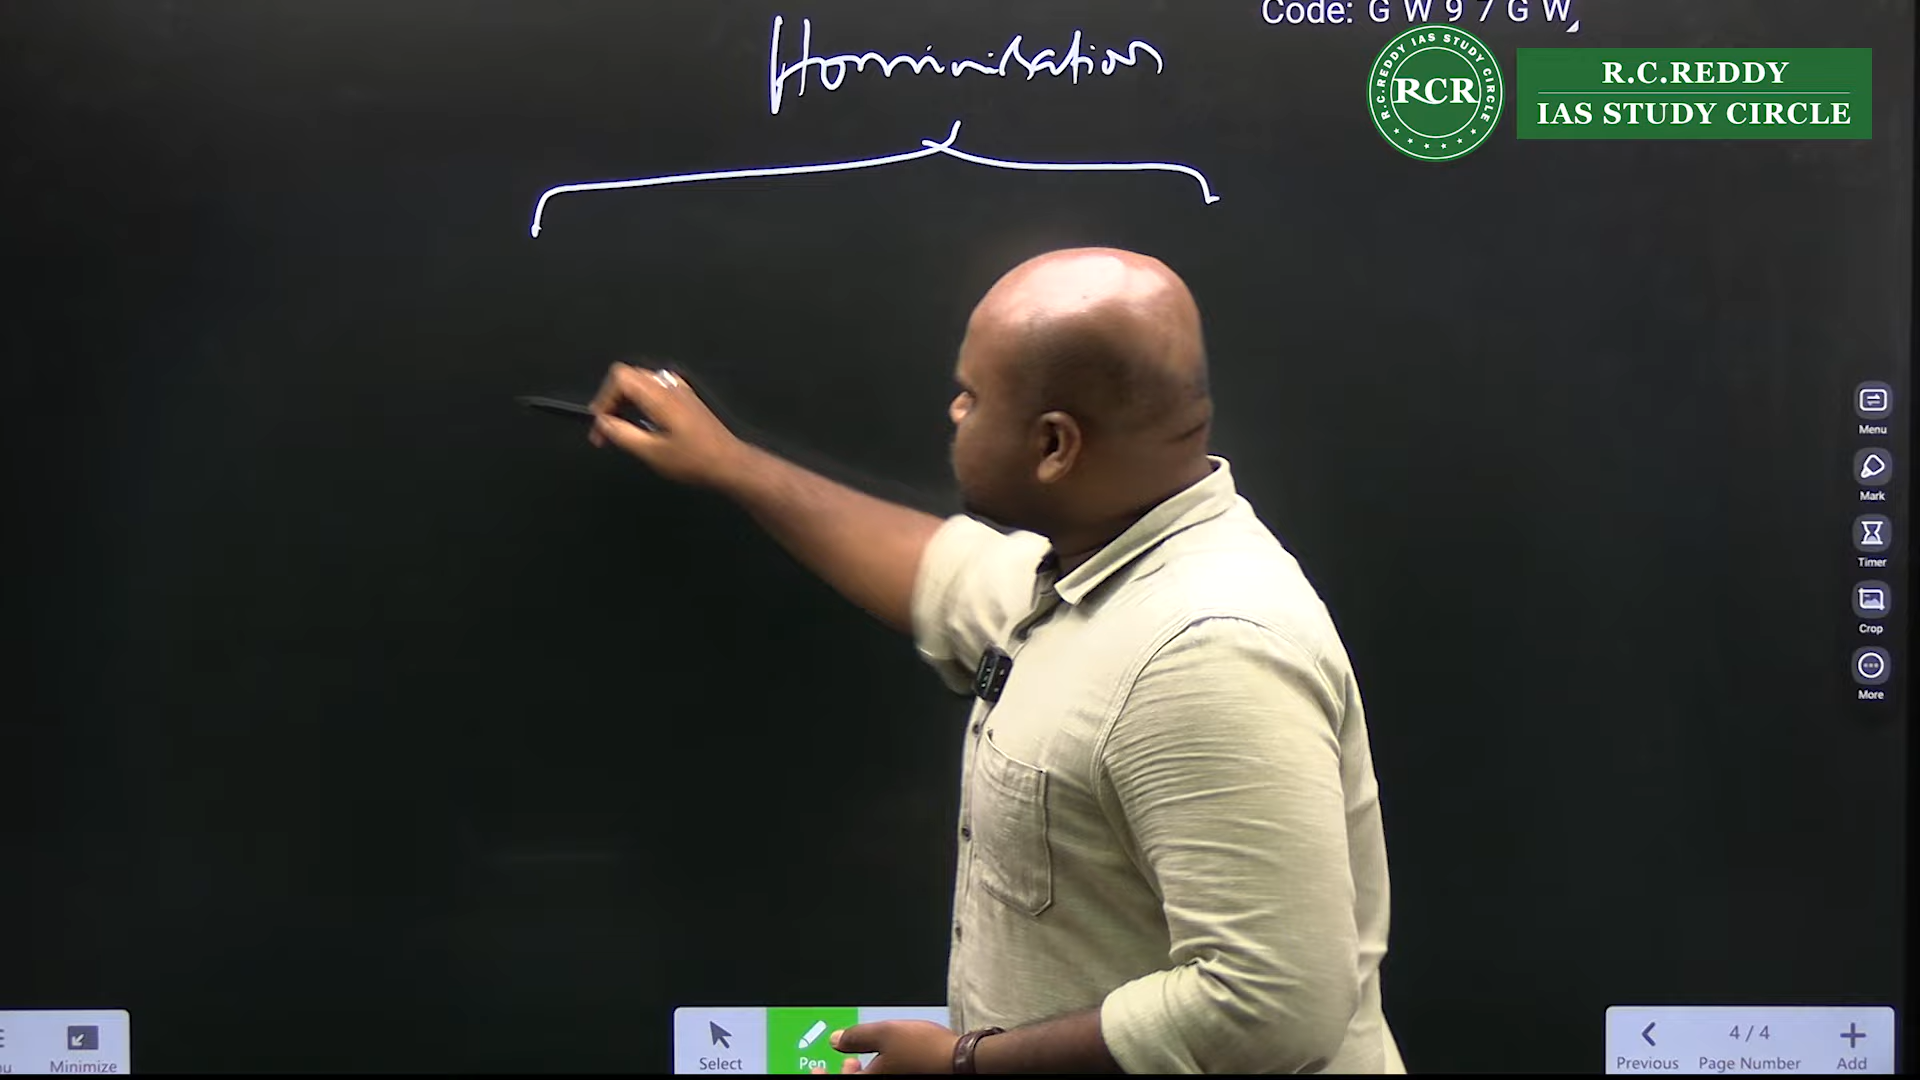 Code: G W 9 7 G W
Hominisation
R.C.REDDY IAS STUDY CIRCLE
RCR
R.C.REDDY
IAS STUDY CIRCLE
Menu
Mark
Timer
Crop
More
Minimize
Select
Pen
Previous
4 / 4
Page Number
Add